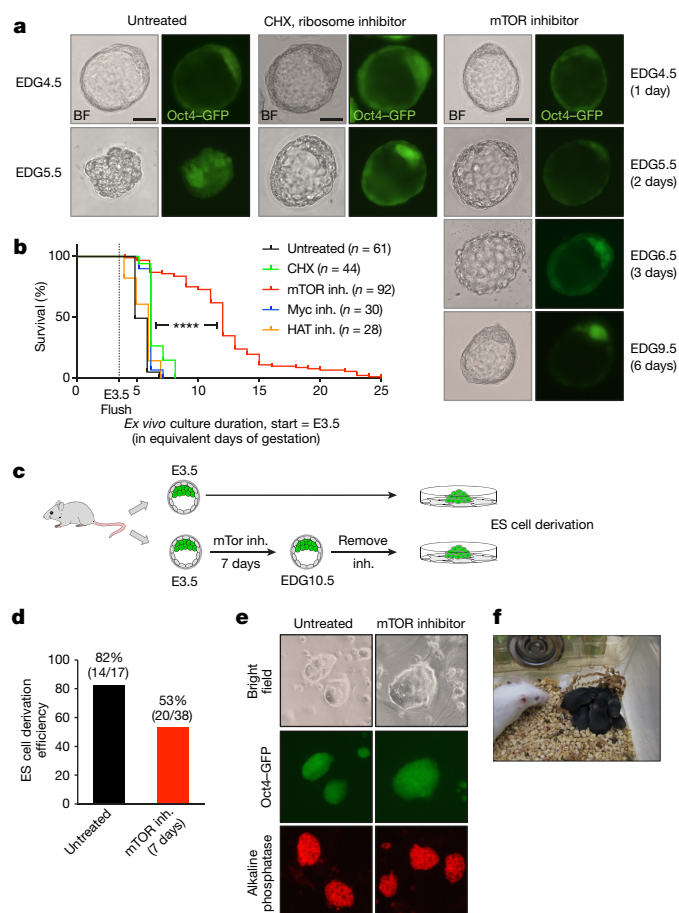 a
Untreated
CHX, ribosome inhibitor
mTOR inhibitor
EDG4.5
BF
Oct4–GFP
BF
Oct4–GFP
BF
Oct4–GFP
EDG4.5
(1 day)
EDG5.5
EDG5.5
(2 days)
EDG6.5
(3 days)
EDG9.5
(6 days)
b
Survival (%)
100
50
0
Untreated (n = 61)
CHX (n = 44)
mTOR inh. (n = 92)
Myc inh. (n = 30)
HAT inh. (n = 28)
****
0 5 10 15 20 25
E3.5
Flush
Ex vivo culture duration, start = E3.5
(in equivalent days of gestation)
c
E3.5
E3.5
mTor inh.
7 days
EDG10.5
Remove
inh.
ES cell derivation
d
ES cell derivation
efficiency
100
80
60
40
20
0
82%
(14/17)
53%
(20/38)
Untreated
mTOR inh.
(7 days)
e
Untreated
mTOR inhibitor
Bright
field
Oct4–GFP
Alkaline
phosphatase
f